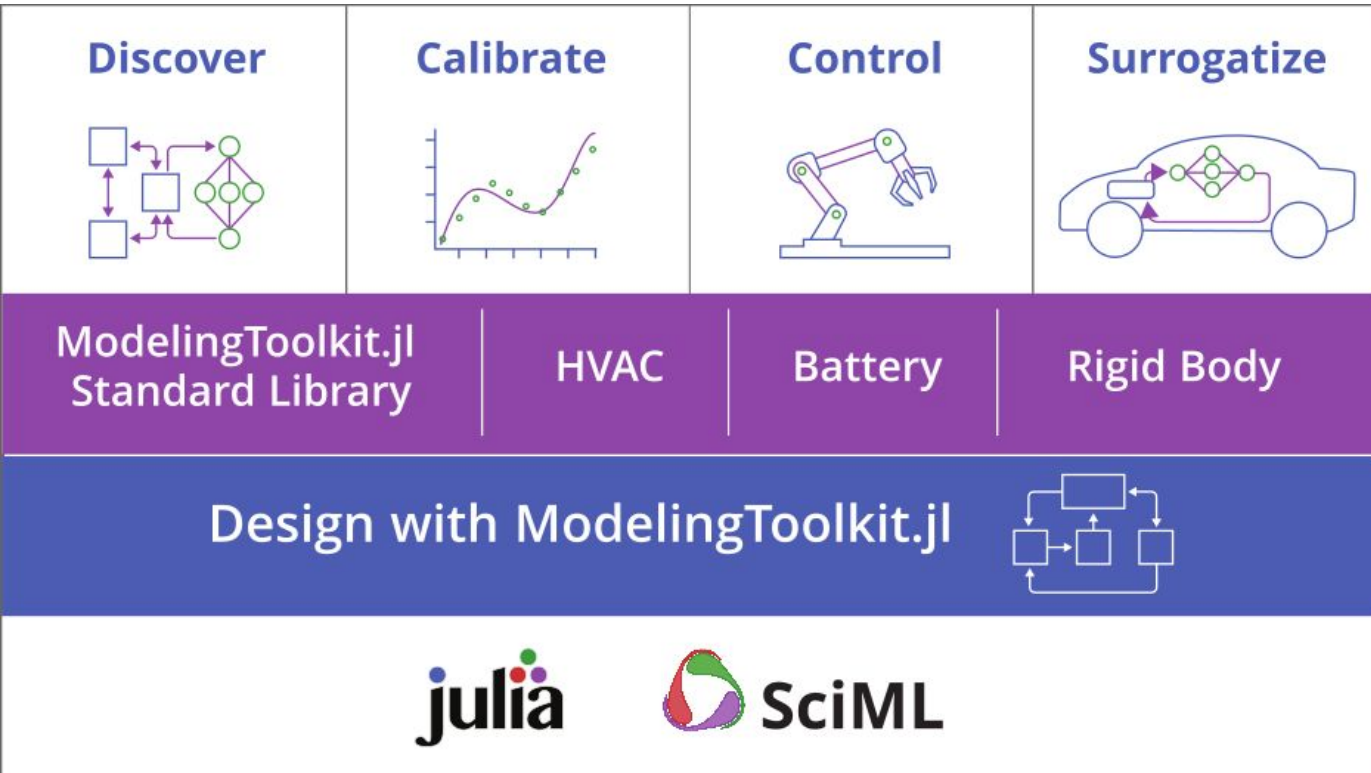 Discover
Calibrate
Control
Surrogatize
ModelingToolkit.jl
Standard Library
HVAC
Battery
Rigid Body
Design with ModelingToolkit.jl
julia
SciML